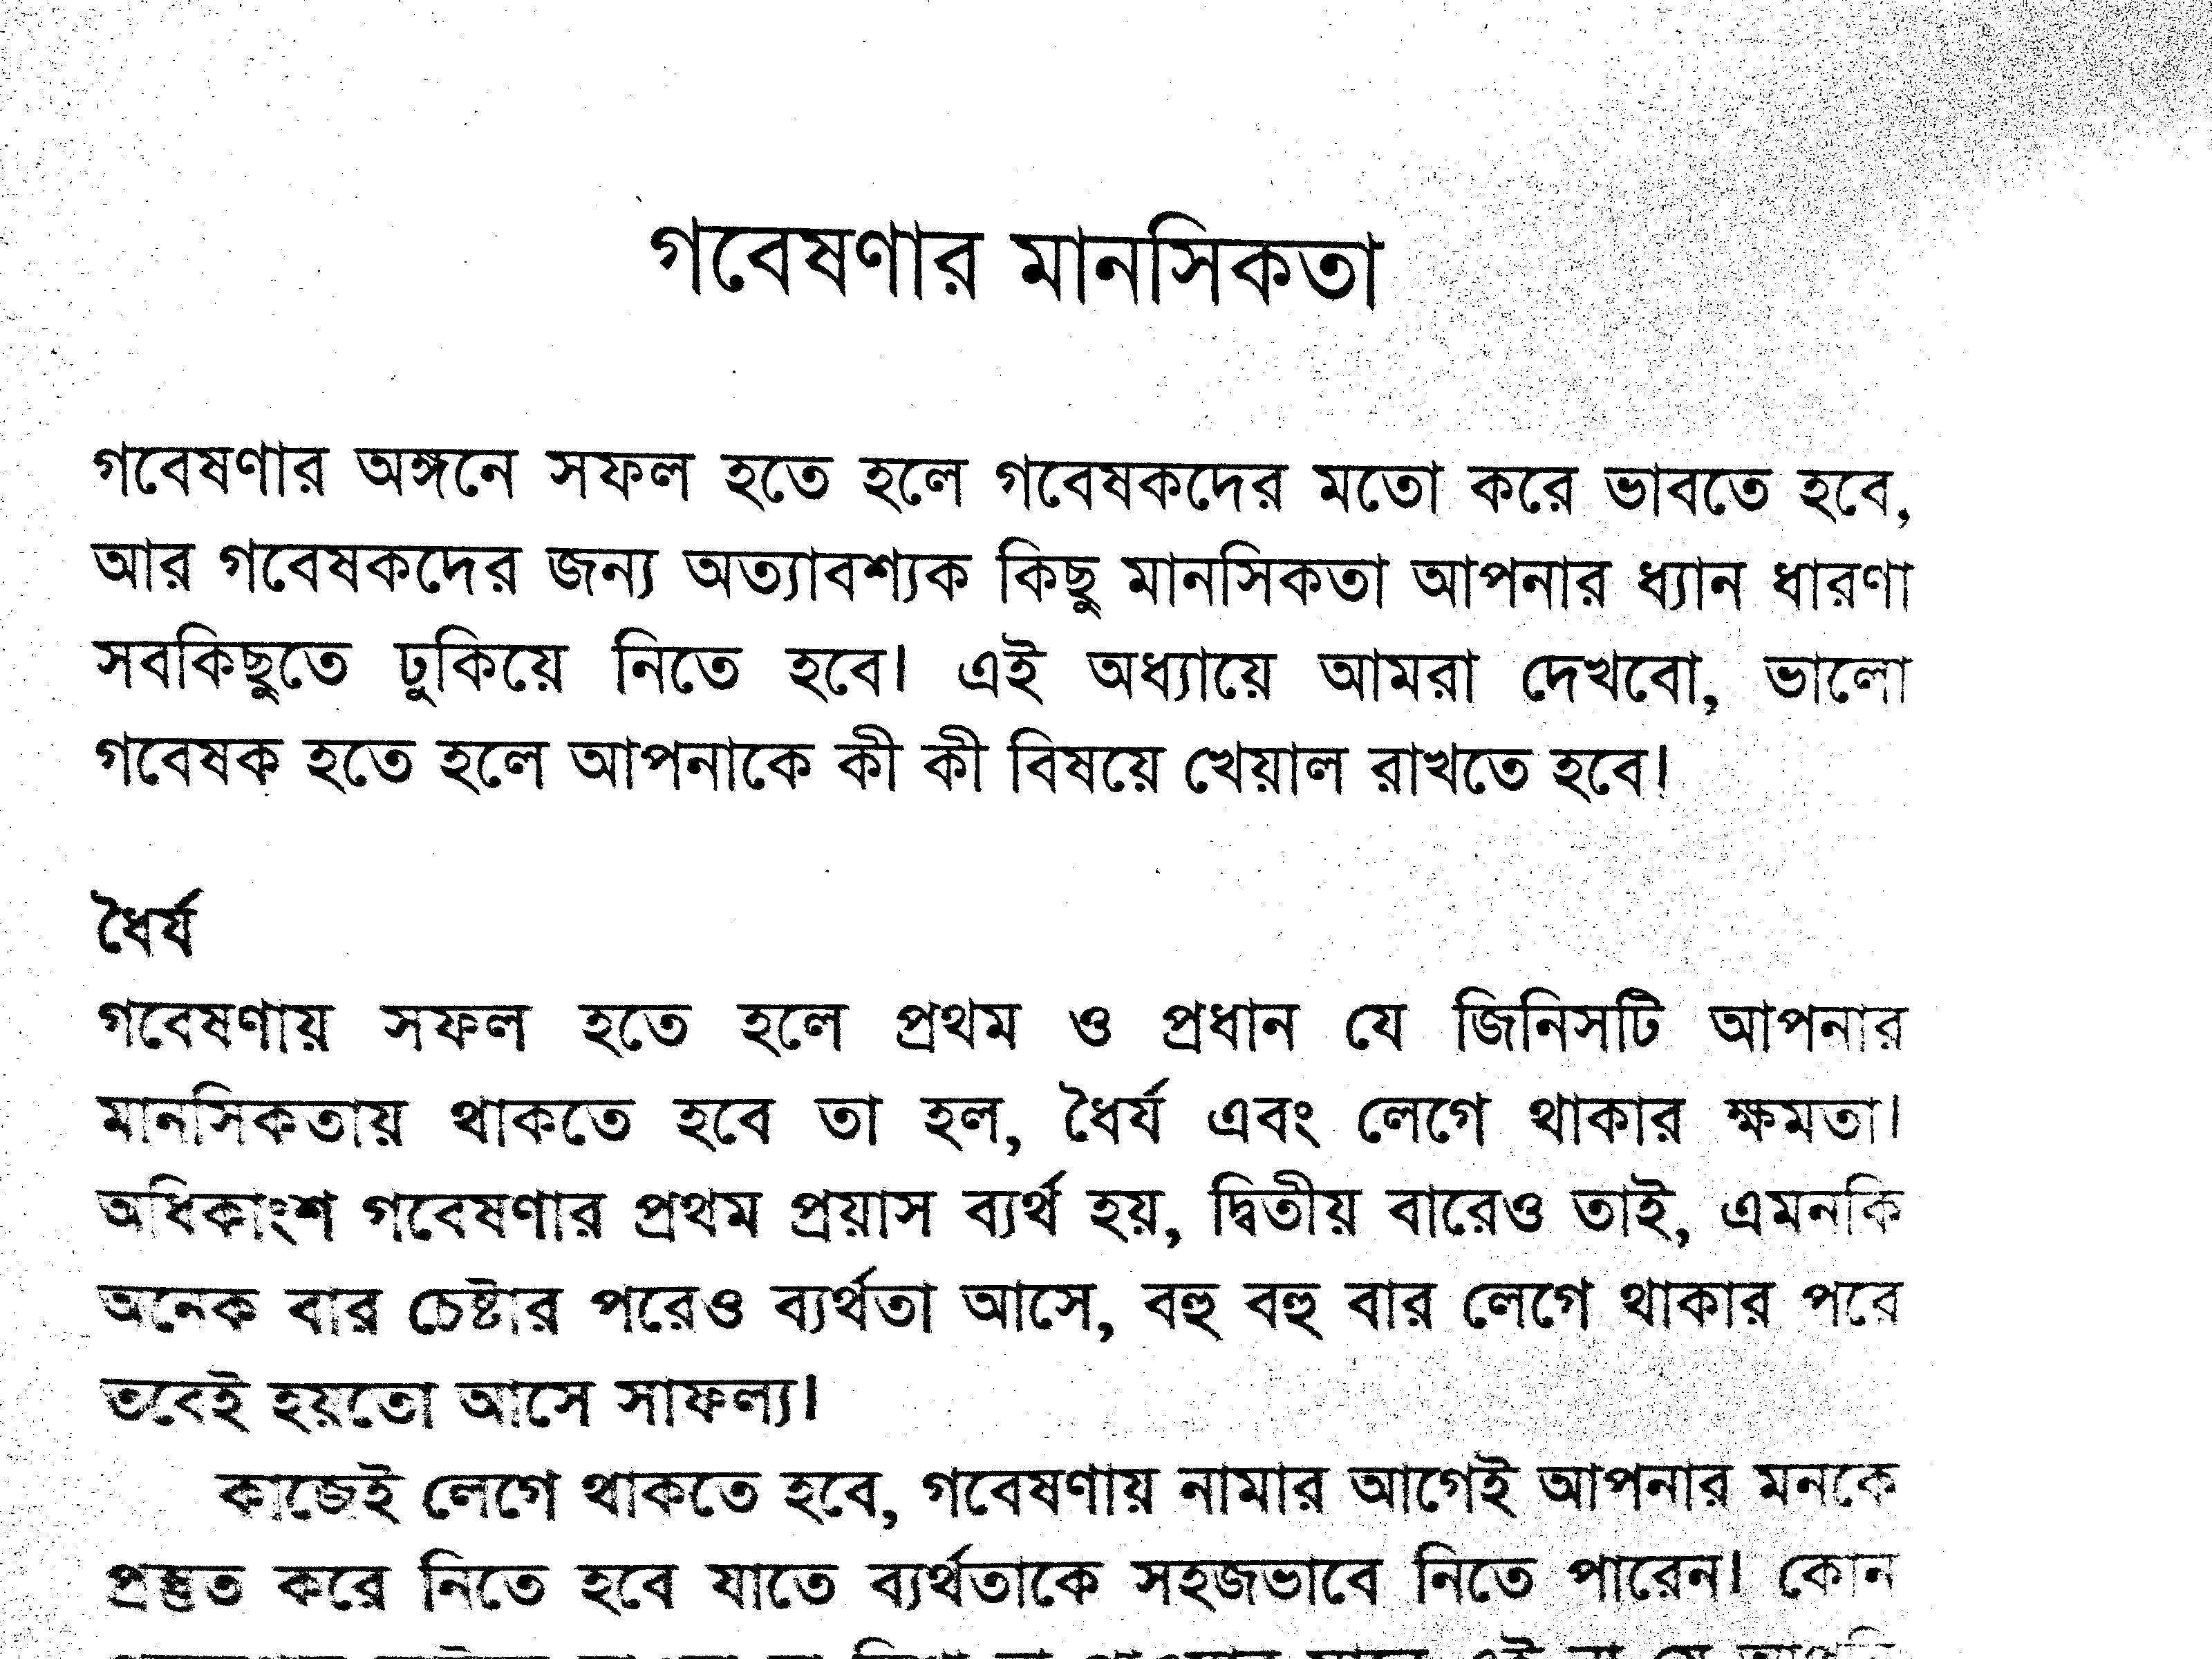 গবেষণার মানসিকতা
গবেষণার অঙ্গনে সফল হতে হলে গবেষকদের মতো করে ভাবতে হবে,
আর গবেষকদের জন্য অত্যাবশ্যক কিছু মানসিকতা আপনার ধ্যান ধারণা
সবকিছুতে ঢুকিয়ে নিতে হবে। এই অধ্যায়ে আমরা দেখবো, ভালো
গবেষক হতে হলে আপনাকে কী কী বিষয়ে খেয়াল রাখতে হবে।
ধৈর্য
গবেষণায় সফল হতে হলে প্রথম ও প্রধান যে জিনিসটি আপনার
মানসিকতায় থাকতে হবে তা হল, ধৈর্য এবং লেগে থাকার ক্ষমতা।
অধিকাংশ গবেষণার প্রথম প্রয়াস ব্যর্থ হয়, দ্বিতীয় বারেও তাই, এমনকি
অনেক বার চেষ্টার পরেও ব্যর্থতা আসে, বহু বহু বার লেগে থাকার পরে
তবেই হয়তো আসে সাফল্য।
কাজেই লেগে থাকতে হবে, গবেষণায় নামার আগেই আপনার মনকে
প্রস্তুত করে নিতে হবে যাতে ব্যর্থতাকে সহজভাবে নিতে পারেন। কোন